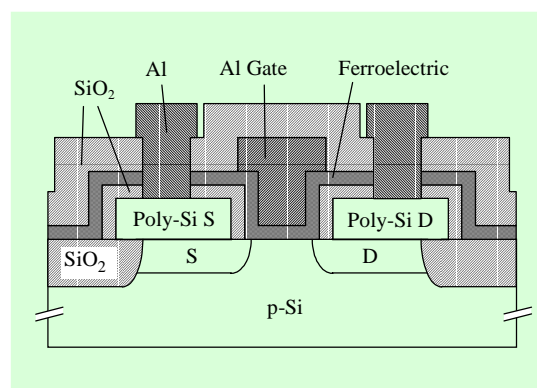 Al
Al Gate
Ferroelectric
SiO₂
Poly-Si S
Poly-Si D
SiO₂
S
D
p-Si